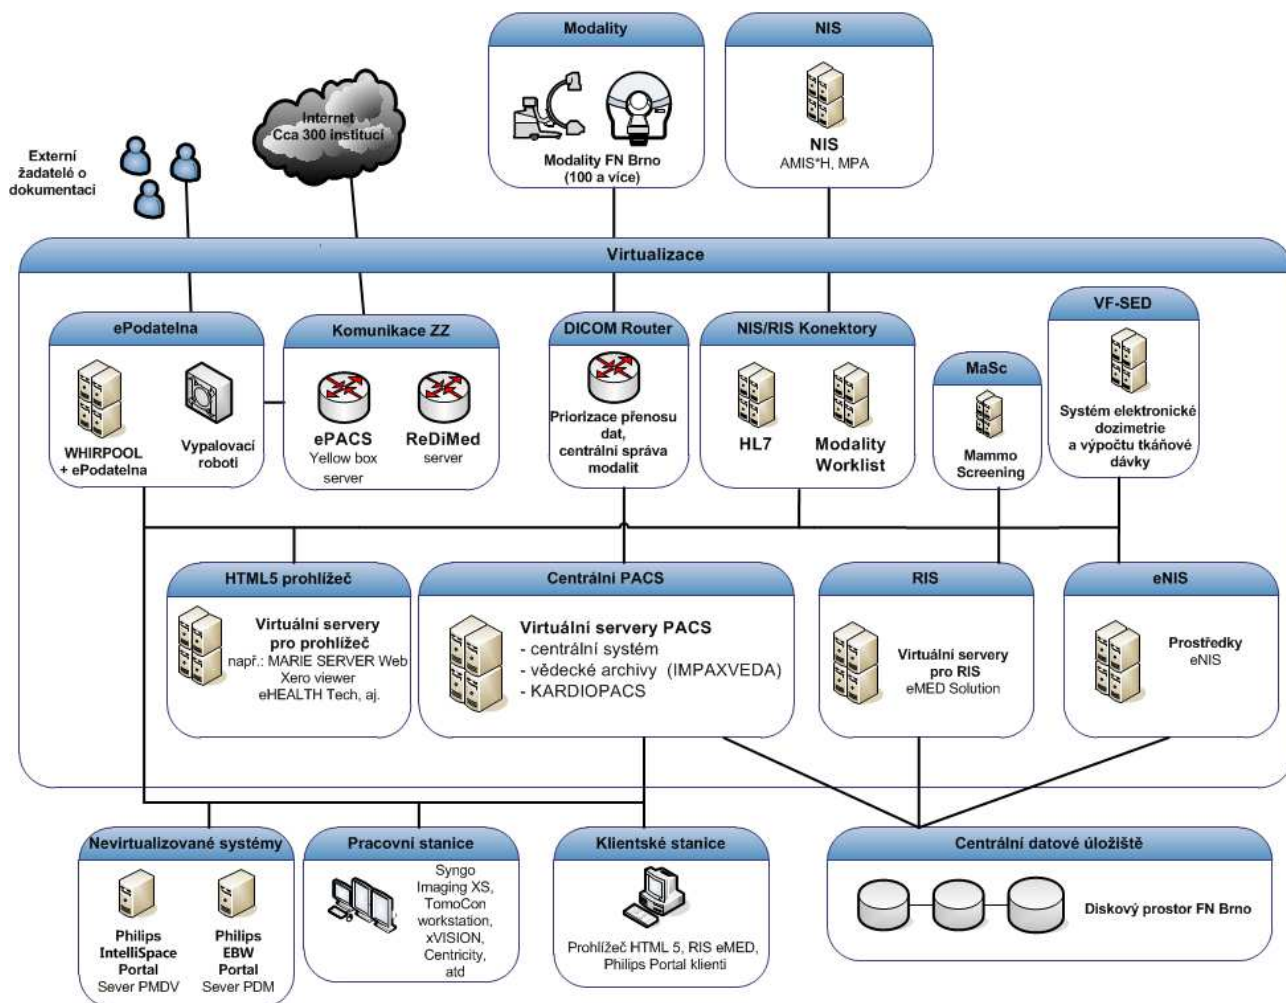 Modality
Modality FN Brno
(100 a více)
NIS
NIS
AMIS*H, MPA
Internet
Cca 300 institucí
Externí
žadatelé o
dokumentaci
Virtualizace
ePodatelna
WHIRPOOL
+ ePodatelna
Vypalovací
roboti
Komunikace ZZ
ePACS
Yellow box
server
ReDiMed
server
DICOM Router
Priorizace přenosu
dat,
centrální správa
modalit
NIS/RIS Konektory
HL7
Modality
Worklist
MaSc
Mammo
Screening
VF-SED
Systém elektronické
dozimetrie
a výpočtu tkáňové
dávky
HTML5 prohlížeč
Virtuální servery
pro prohlížeč
např.: MARIE SERVER Web
Xero viewer
eHEALTH Tech, aj.
Centrální PACS
Virtuální servery PACS
- centrální systém
- vědecké archivy (IMPAXVEDA)
- KARDIOPACS
RIS
Virtuální servery
pro RIS
eMED Solution
eNIS
Prostředky
eNIS
Nevirtualizované systémy
Philips
IntelliSpace
Portal
Sever PMDV
Philips
EBW
Portal
Sever PDM
Pracovní stanice
Syngo
Imaging XS,
TomoCon
workstation,
xVISION,
Centricity,
atd
Klientské stanice
Prohlížeč HTML 5, RIS eMED,
Philips Portal klienti
Centrální datové úložiště
Diskový prostor FN Brno